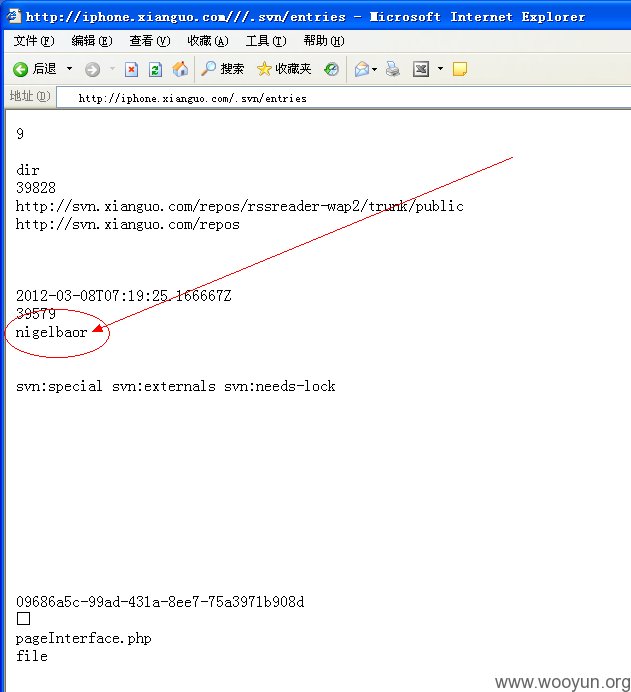 http://iphone.xianguo.com///.svn/entries - Microsoft Internet Explorer
文件(F) 编辑(E) 查看(V) 收藏(A) 工具(T) 帮助(H)
后退 搜索 收藏夹
地址(D) http://iphone.xianguo.com/.svn/entries
9
dir
39828
http://svn.xianguo.com/repos/rssreader-wap2/trunk/public
http://svn.xianguo.com/repos
2012-03-08T07:19:25.166667Z
39579
nigelbaor
svn:special svn:externals svn:needs-lock
09686a5c-99ad-431a-8ee7-75a3971b908d
pageInterface.php
file
www.wooyun.org